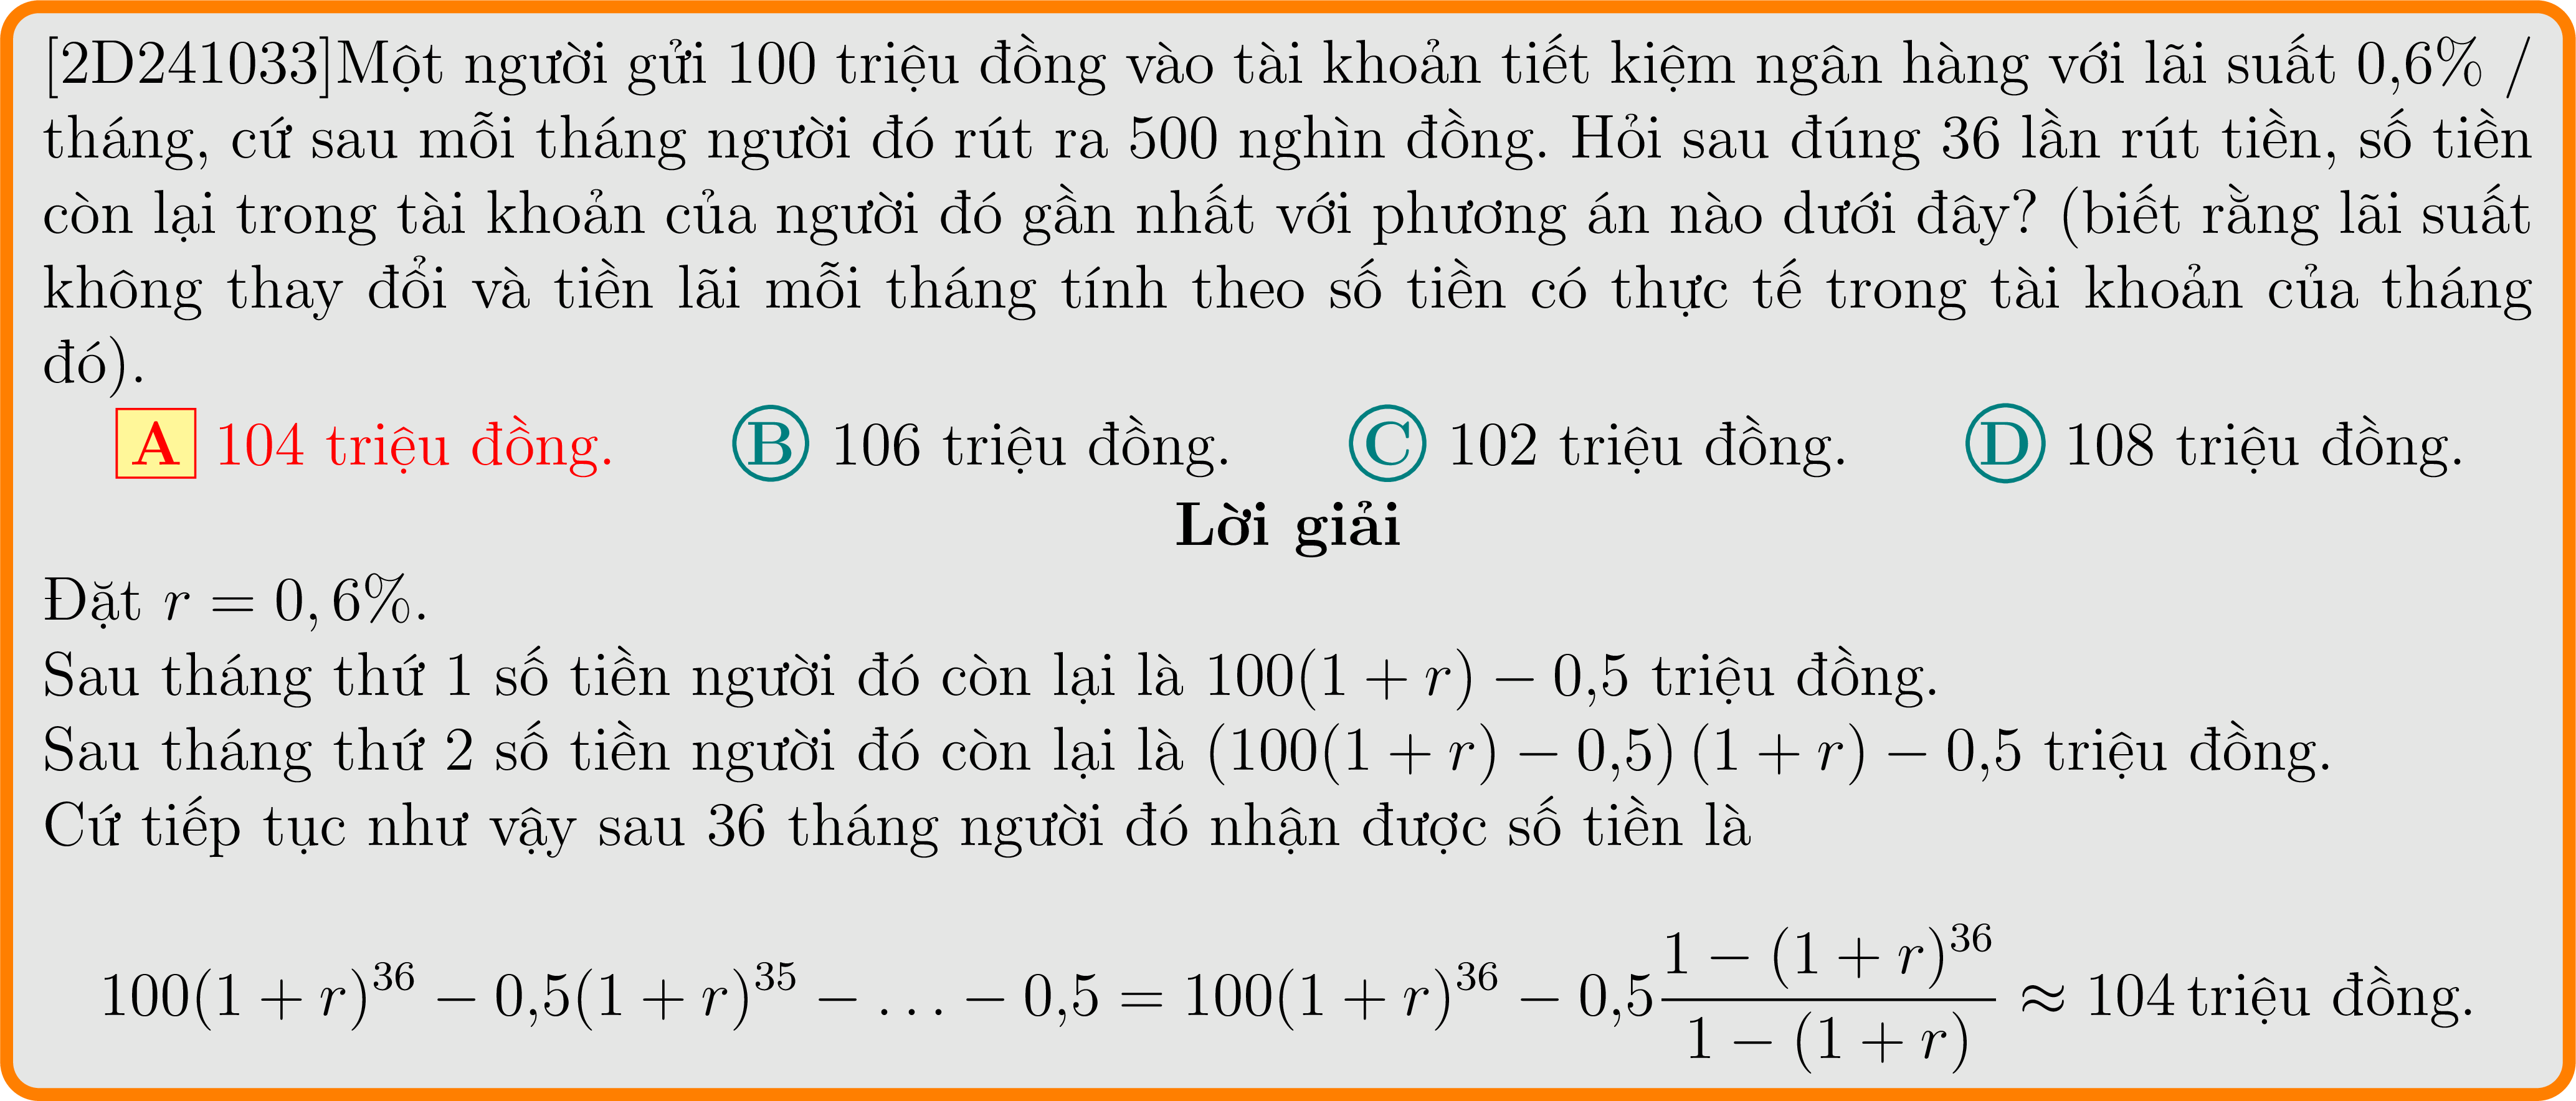 [2D241033]Một người gửi 100 triệu đồng vào tài khoản tiết kiệm ngân hàng với lãi suất 0,6% /
tháng, cứ sau mỗi tháng người đó rút ra 500 nghìn đồng. Hỏi sau đúng 36 lần rút tiền, số tiền
còn lại trong tài khoản của người đó gần nhất với phương án nào dưới đây? (biết rằng lãi suất
không thay đổi và tiền lãi mỗi tháng tính theo số tiền có thực tế trong tài khoản của tháng
đó).
A 104 triệu đồng. B 106 triệu đồng. C 102 triệu đồng. D 108 triệu đồng.
Lời giải
Đặt r = 0, 6%.
Sau tháng thứ 1 số tiền người đó còn lại là 100(1 + r) − 0,5 triệu đồng.
Sau tháng thứ 2 số tiền người đó còn lại là (100(1 + r) − 0,5) (1 + r) − 0,5 triệu đồng.
Cứ tiếp tục như vậy sau 36 tháng người đó nhận được số tiền là
$100(1 + r)^{36} - 0{,}5(1 + r)^{35} - \ldots - 0{,}5 = 100(1 + r)^{36} - 0{,}5\frac{1 - (1 + r)^{36}}{1 - (1 + r)} \approx 104$ triệu đồng.